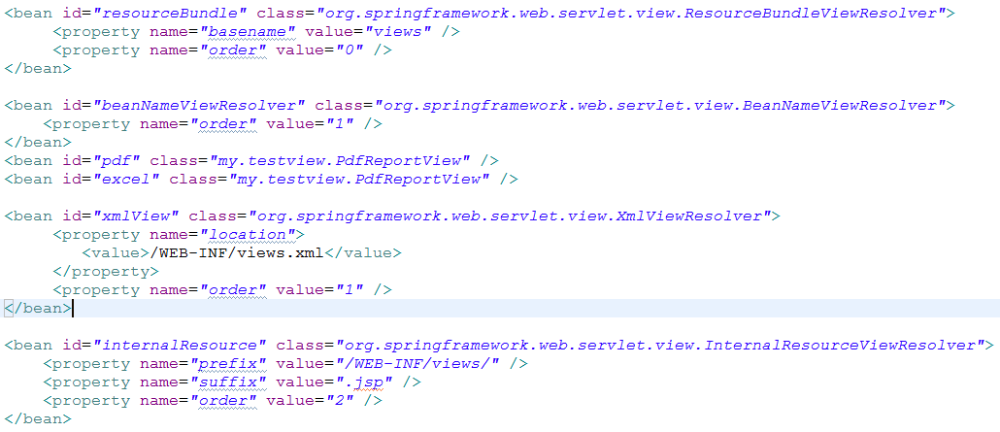 <bean id="resourceBundle" class="org.springframework.web.servlet.view.ResourceBundleViewResolver">
<property name="basename" value="views" />
<property name="order" value="0" />
</bean>
<bean id="beanNameViewResolver" class="org.springframework.web.servlet.view.BeanNameViewResolver">
<property name="order" value="1" />
</bean>
<bean id="pdf" class="my.testview.PdfReportView" />
<bean id="excel" class="my.testview.PdfReportView" />
<bean id="xmlView" class="org.springframework.web.servlet.view.XmlViewResolver">
<property name="location">
<value>/WEB-INF/views.xml</value>
</property>
<property name="order" value="1" />
</bean>
<bean id="internalResource" class="org.springframework.web.servlet.view.InternalResourceViewResolver">
<property name="prefix" value="/WEB-INF/views/" />
<property name="suffix" value=".jsp" />
<property name="order" value="2" />
</bean>